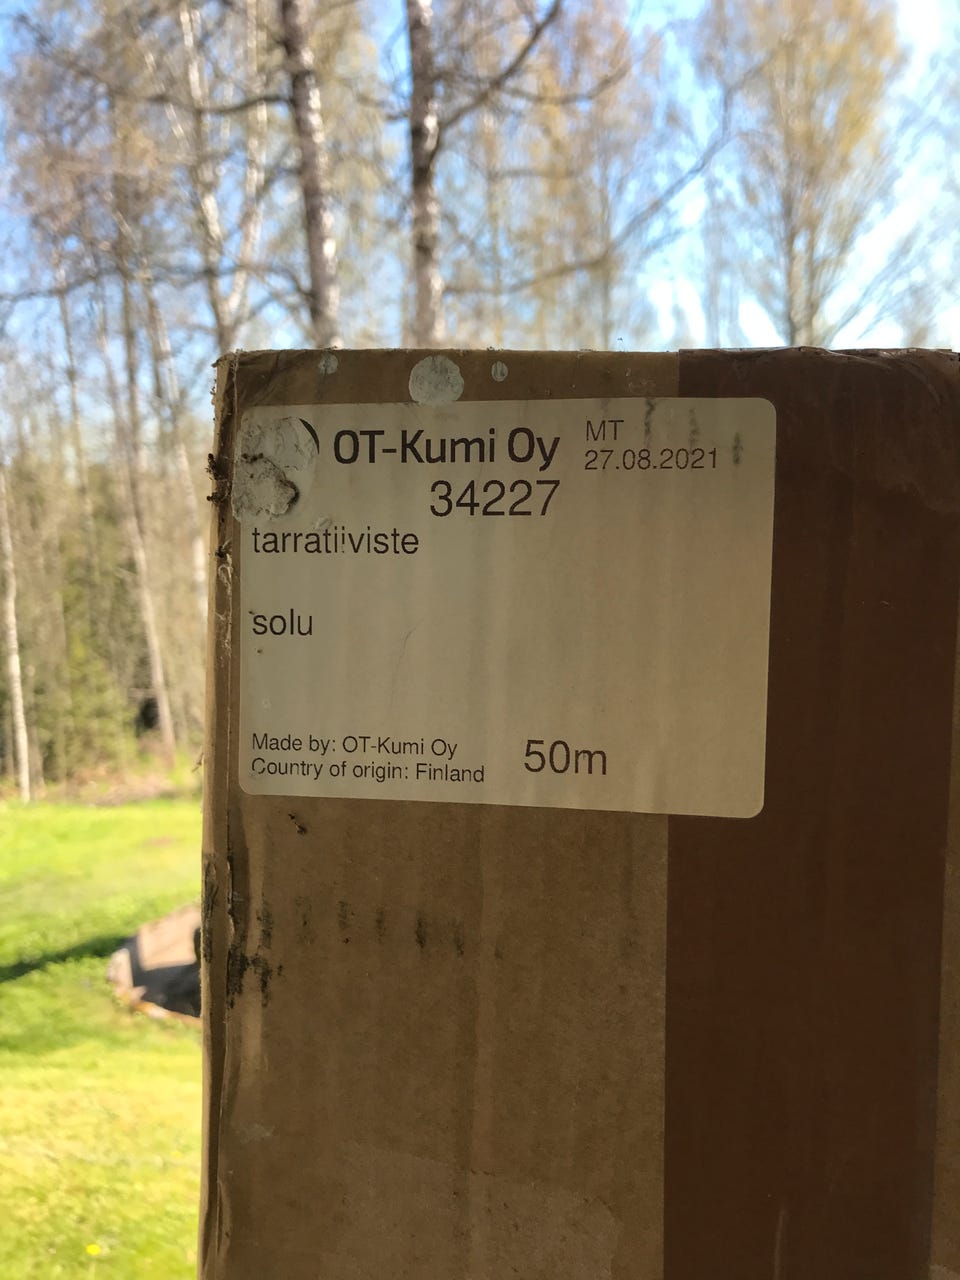 OT-Kumi Oy
MT
27.08.2021
34227
tarratiiviste
solu
Made by: OT-Kumi Oy
Country of origin: Finland
50m